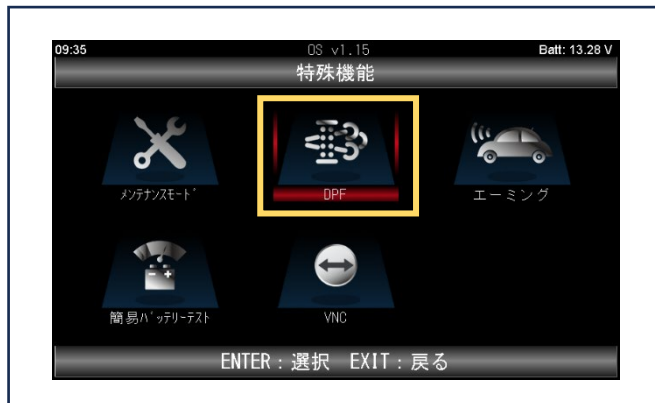 09:35 OS v1.15 Batt: 13.28 V
特殊機能
メンテナンスモード DPF エーミング
簡易バッテリーテスト VNC
ENTER：選択 EXIT：戻る